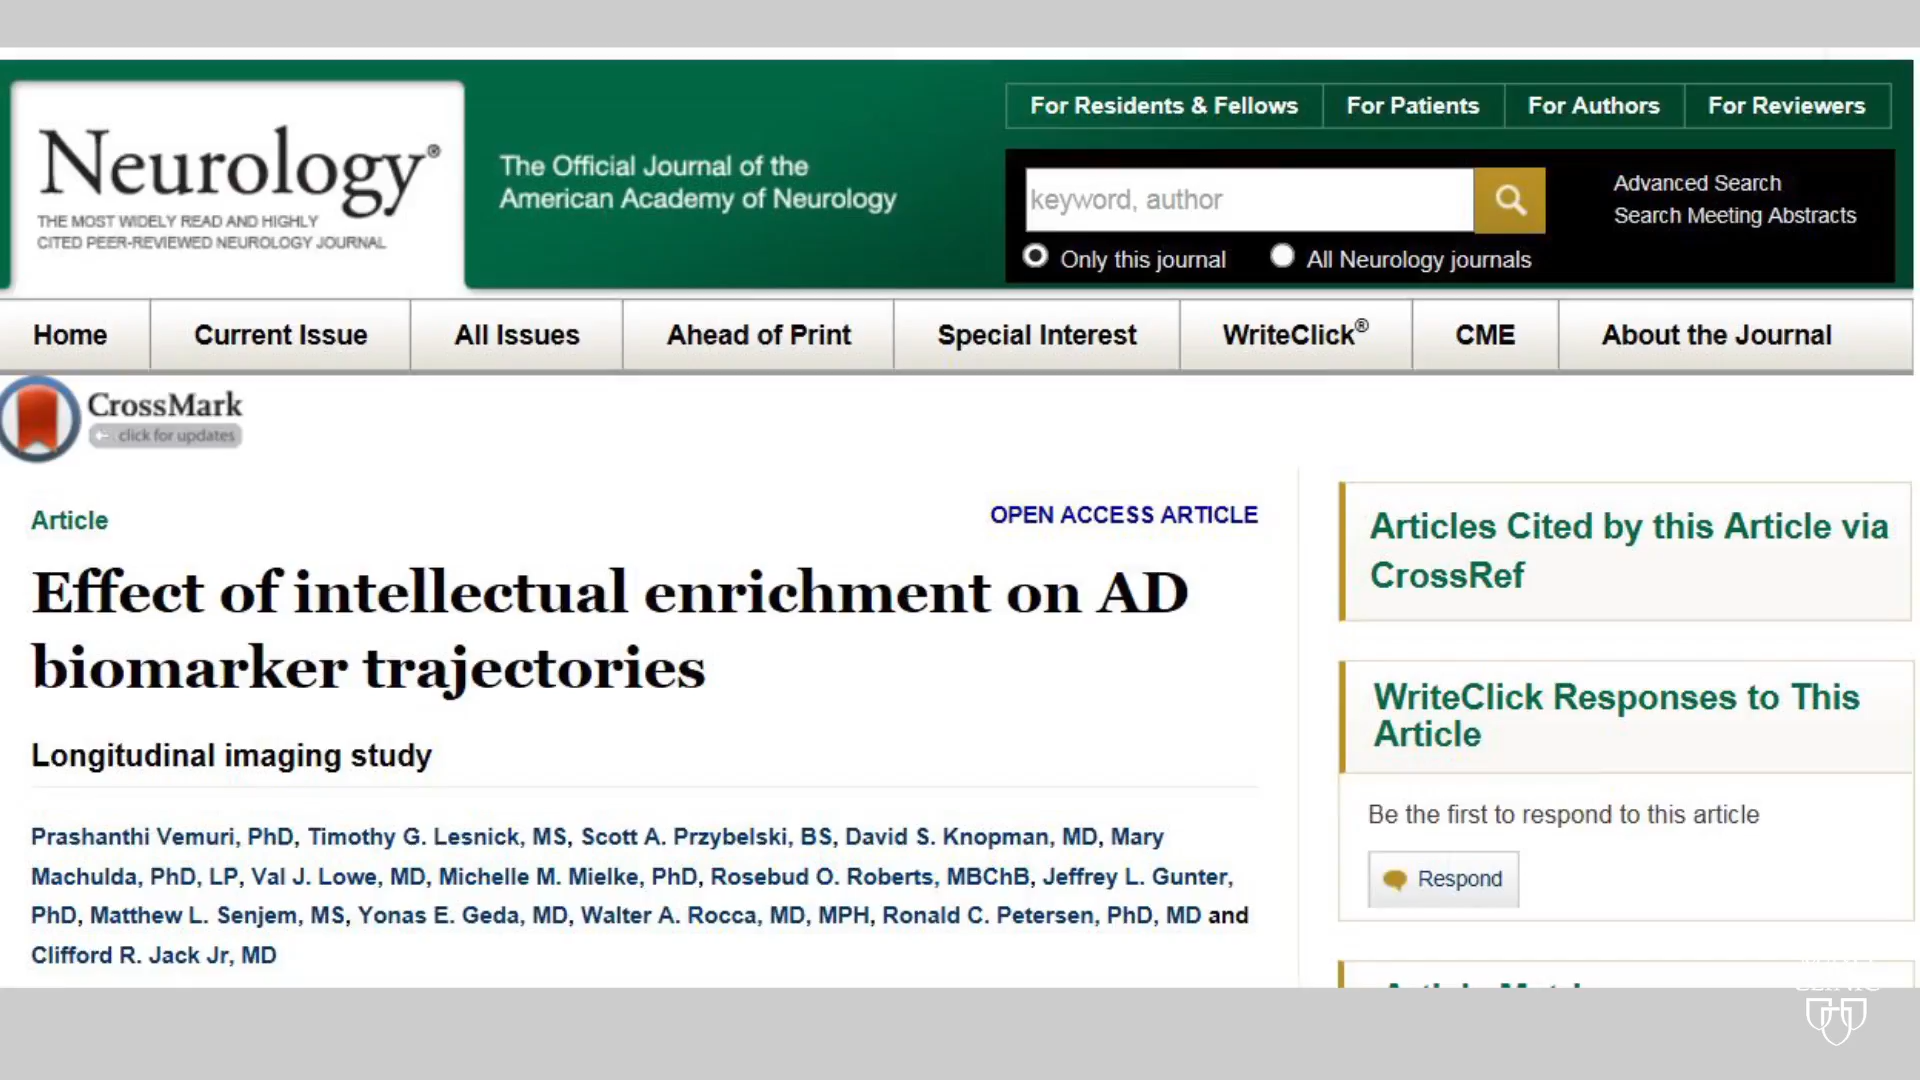 Neurology®
THE MOST WIDELY READ AND HIGHLY
CITED PEER-REVIEWED NEUROLOGY JOURNAL
The Official Journal of the
American Academy of Neurology
For Residents & Fellows
For Patients
For Authors
For Reviewers
keyword, author
Advanced Search
Search Meeting Abstracts
Only this journal
All Neurology journals
Home
Current Issue
All Issues
Ahead of Print
Special Interest
WriteClick®
CME
About the Journal
CrossMark
click for updates
Article
OPEN ACCESS ARTICLE
Effect of intellectual enrichment on AD
biomarker trajectories
Longitudinal imaging study
Prashanthi Vemuri, PhD, Timothy G. Lesnick, MS, Scott A. Przybelski, BS, David S. Knopman, MD, Mary
Machulda, PhD, LP, Val J. Lowe, MD, Michelle M. Mielke, PhD, Rosebud O. Roberts, MBChB, Jeffrey L. Gunter,
PhD, Matthew L. Senjem, MS, Yonas E. Geda, MD, Walter A. Rocca, MD, MPH, Ronald C. Petersen, PhD, MD and
Clifford R. Jack Jr, MD
Articles Cited by this Article via
CrossRef
WriteClick Responses to This
Article
Be the first to respond to this article
Respond